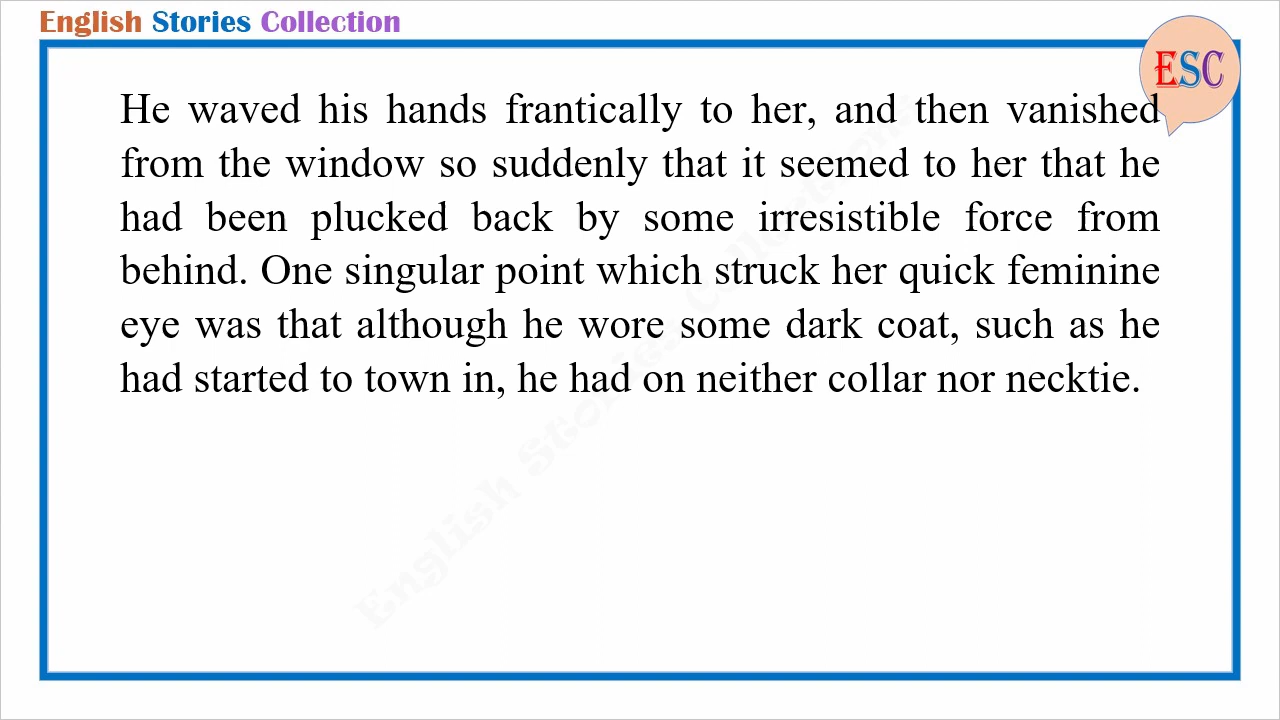 English Stories Collection
ESC
He waved his hands frantically to her, and then vanished
from the window so suddenly that it seemed to her that he
had been plucked back by some irresistible force from
behind. One singular point which struck her quick feminine
eye was that although he wore some dark coat, such as he
had started to town in, he had on neither collar nor necktie.
English Stories Collections